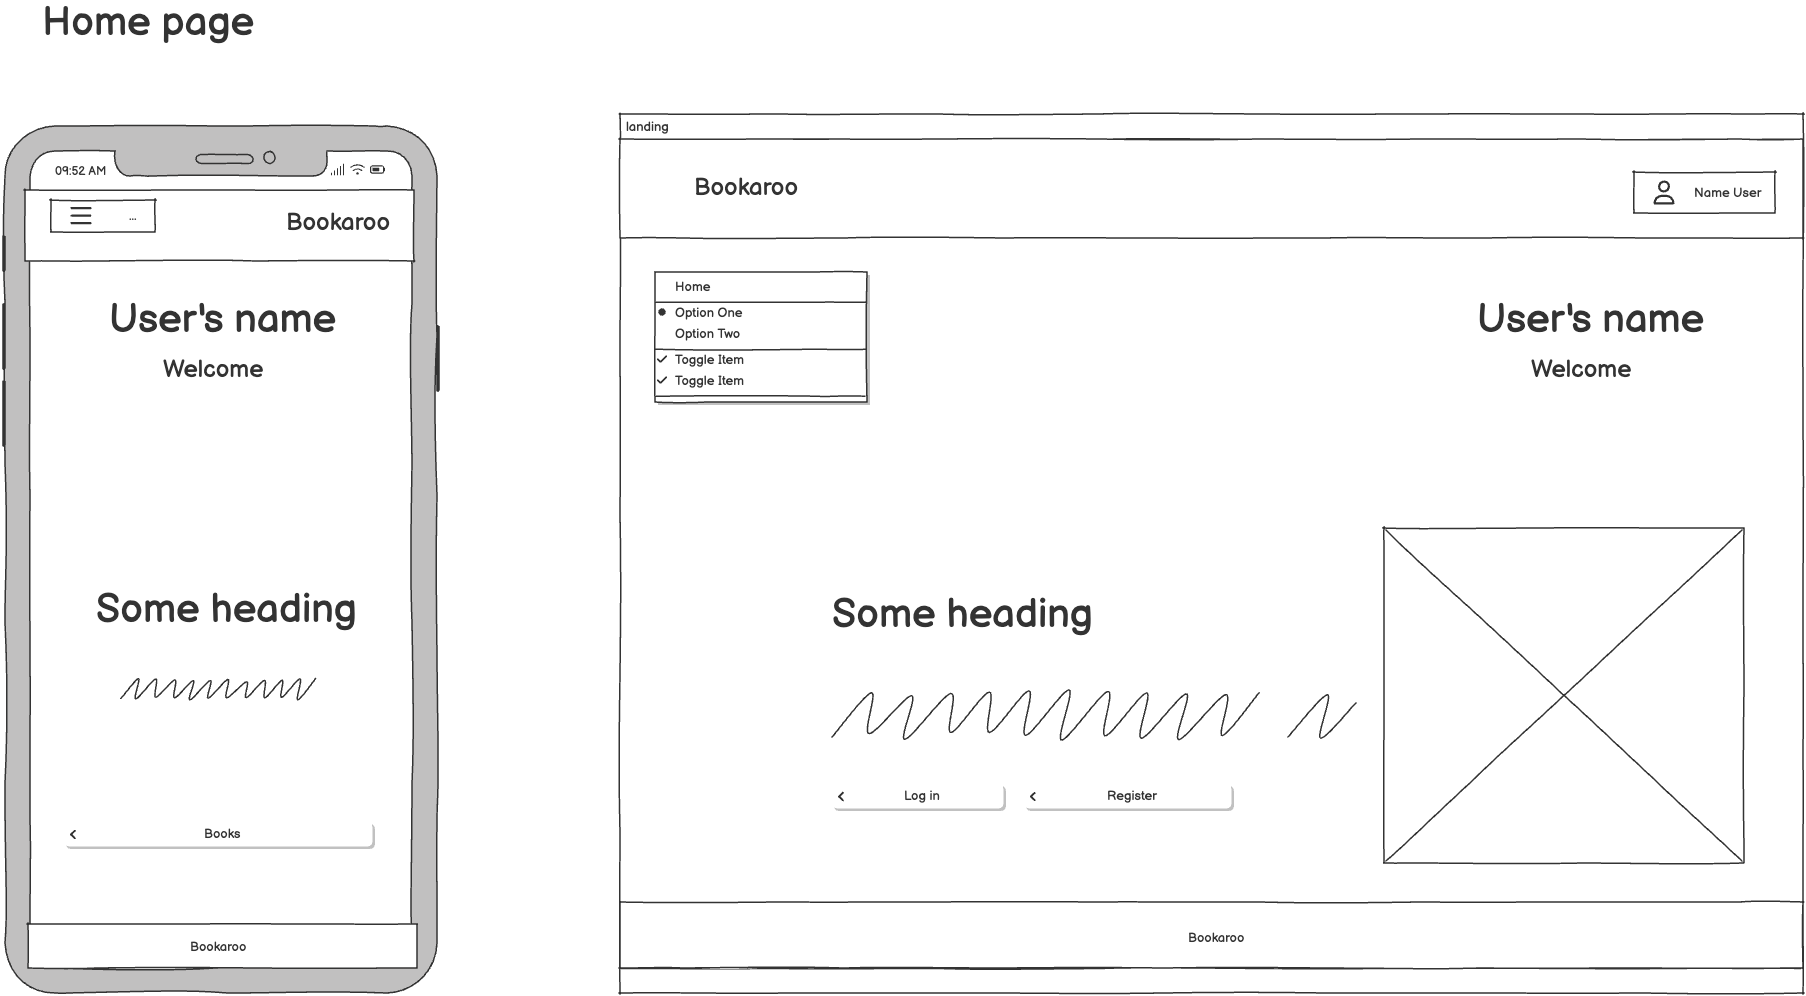 Home page
09:52 AM
...
Bookaroo
User's name
Welcome
Some heading
Books
Bookaroo
landing
Bookaroo
Name User
Home
Option One
Option Two
Toggle Item
Toggle Item
User's name
Welcome
Some heading
Log in
Register
Bookaroo